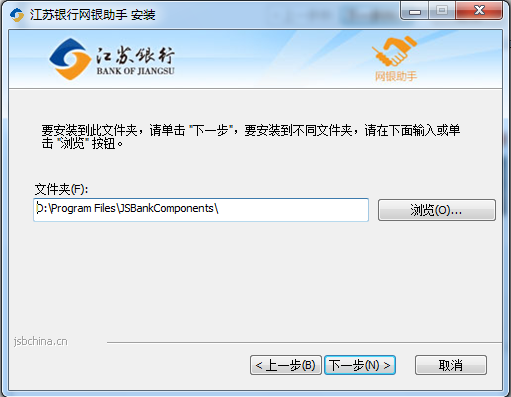 江苏银行网银助手 安装
江苏银行
BANK OF JIANGSU
网银助手
要安装到此文件夹，请单击 "下一步"，要安装到不同文件夹，请在下面输入或单
击 "浏览" 按钮。
文件夹(F):
D:\Program Files\JSBankComponents\
浏览(O)...
jsbchina.cn
< 上一步(B)
下一步(N) >
取消